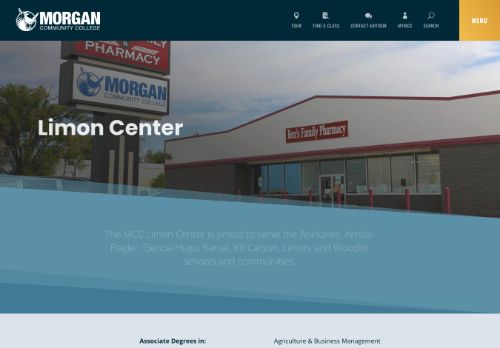 MORGAN
COMMUNITY COLLEGE
TOUR
FIND A CLASS
CONTACT ADVISOR
MYMCC
SEARCH
MENU
FAMILY
&
PHARMACY
MORGAN
COMMUNITY COLLEGE
Ben's Family Pharmacy
Limon Center
The MCC Limon Center is proud to serve the Arickaree, Arriba-
Flagler, Genoa-Hugo, Karval, Kit Carson, Limon, and Woodlin
schools and communities.
Associate Degrees in:
Agriculture & Business Management